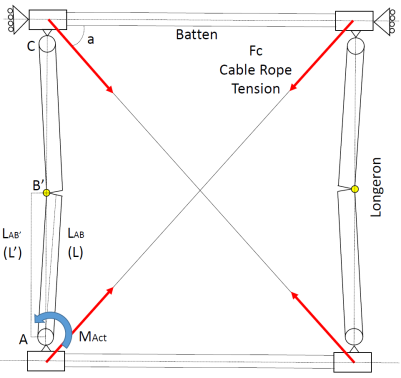 C
a
Batten
Fc
Cable Rope
Tension
B'
Longeron
LAB'
(L')
LAB
(L)
A
MAct